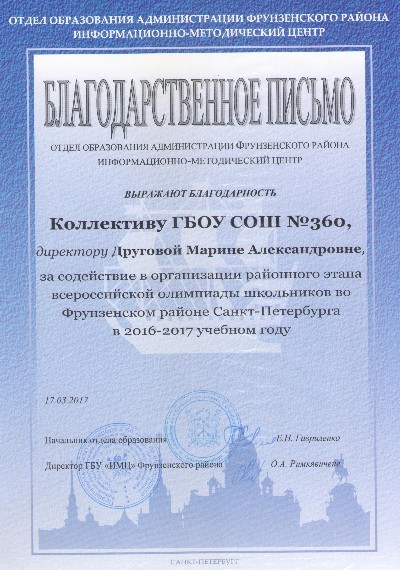 ОТДЕЛ ОБРАЗОВАНИЯ АДМИНИСТРАЦИИ ФРУНЗЕНСКОГО РАЙОНА
ИНФОРМАЦИОННО-МЕТОДИЧЕСКИЙ ЦЕНТР
БЛАГОДАРСТВЕННОЕ ПИСЬМО
ОТДЕЛ ОБРАЗОВАНИЯ АДМИНИСТРАЦИИ ФРУНЗЕНСКОГО РАЙОНА
ИНФОРМАЦИОННО-МЕТОДИЧЕСКИЙ ЦЕНТР
ВЫРАЖАЮТ БЛАГОДАРНОСТЬ
Коллективу ГБОУ СОШ №360,
директору Друговой Марине Александровне,
за содействие в организации районного этапа
всероссийской олимпиады школьников во
Фрунзенском районе Санкт-Петербурга
в 2016-2017 учебном году
17.03.2017
Начальник отдела образования Е.Н. Гавриленко
Директор ГБУ «ИМЦ» Фрунзенского района О.А. Римкявичене
САНКТ-ПЕТЕРБУРГ